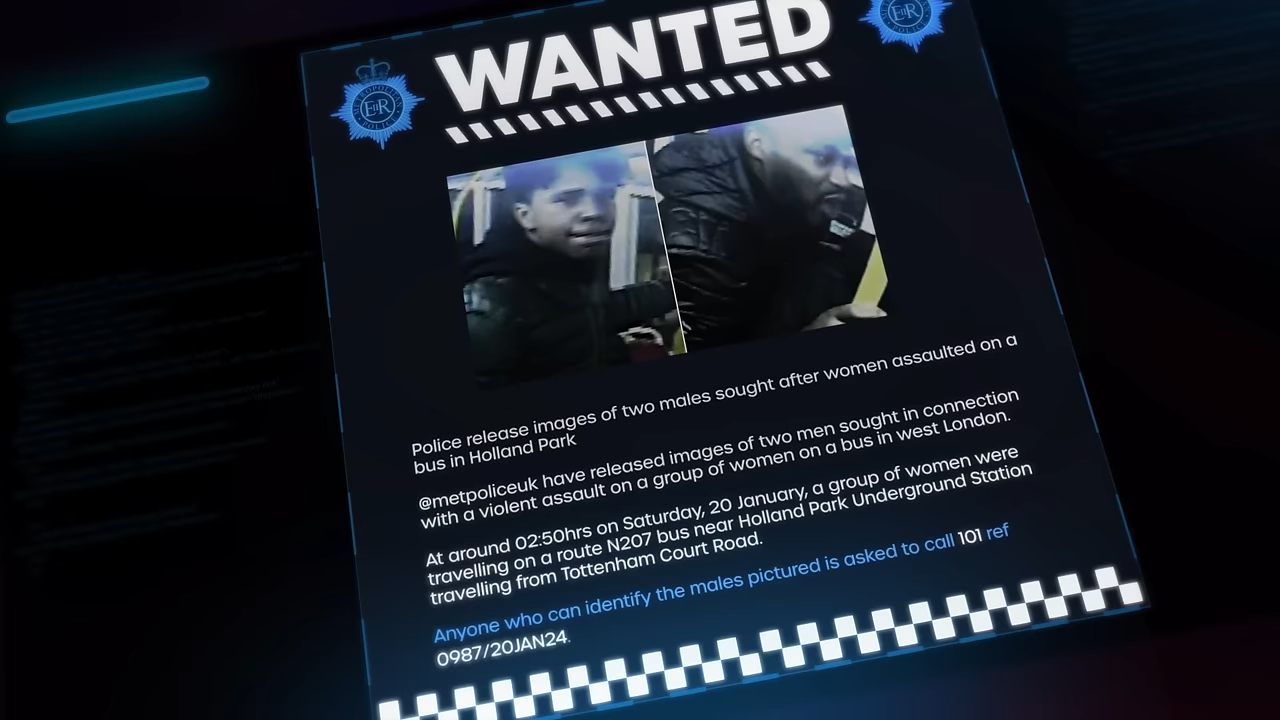 WANTED
METROPOLITAN
EIIR
POLICE
EIIR
Police release images of two males sought after women assaulted on a
bus in Holland Park
@metpoliceuk have released images of two men sought in connection
with a violent assault on a group of women on a bus in west London.
At around 02:50hrs on Saturday, 20 January, a group of women were
travelling on a route N207 bus near Holland Park Underground Station
travelling from Tottenham Court Road.
Anyone who can identify the males pictured is asked to call 101 ref
0987/20JAN24.